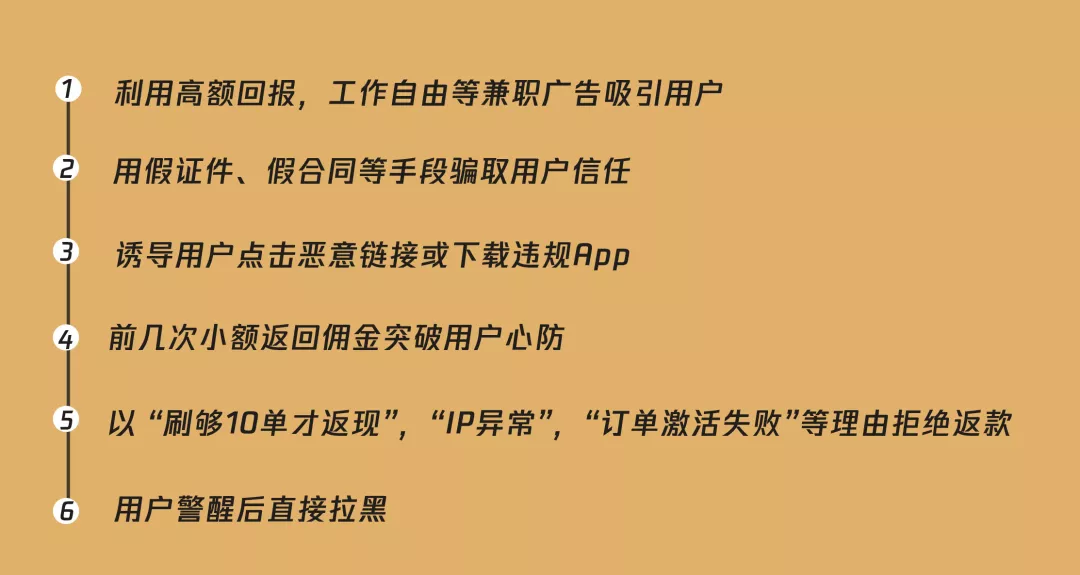 1 利用高额回报，工作自由等兼职广告吸引用户
2 用假证件、假合同等手段骗取用户信任
3 诱导用户点击恶意链接或下载违规App
4 前几次小额返回佣金突破用户心防
5 以“刷够10单才返现”，“IP异常”，“订单激活失败”等理由拒绝返款
6 用户警醒后直接拉黑